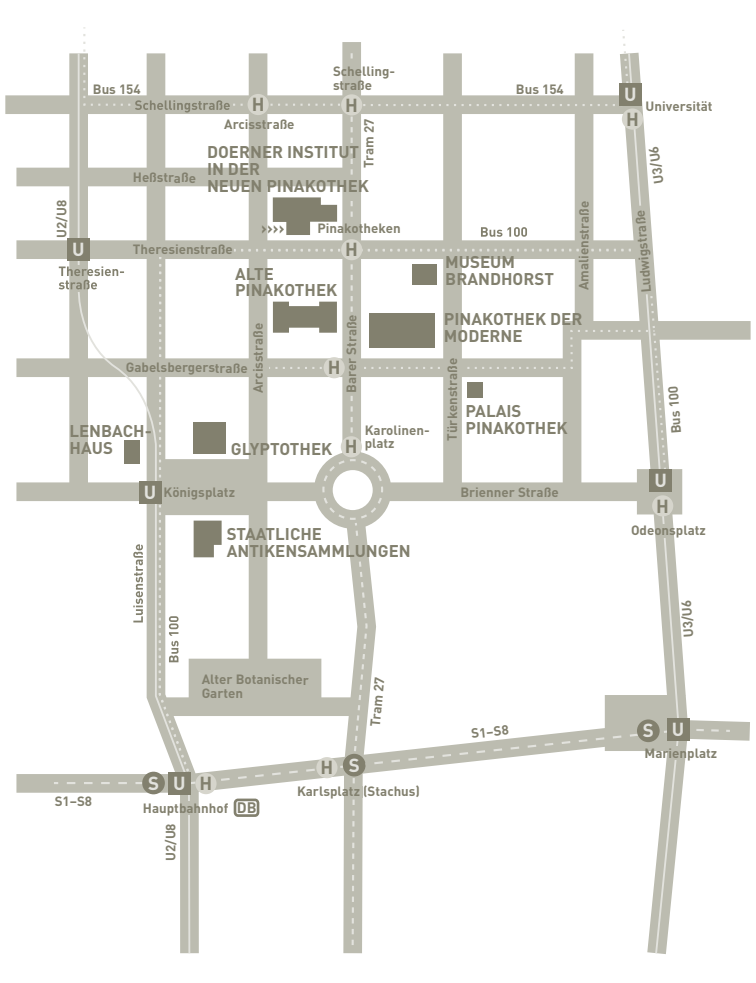 Schelling-
straße
Bus 154
Bus 154
U
Schellingstraße
H
H
Universität
H
Arcisstraße
Tram 27
DOERNER INSTITUT
IN DER
NEUEN PINAKOTHEK
Heßstraße
U3/U6
U2/U8
›››› Pinakotheken
Bus 100
Amalienstraße
Ludwigstraße
U
Theresienstraße
H
Theresien-
straße
ALTE
PINAKOTHEK
MUSEUM
BRANDHORST
PINAKOTHEK DER
MODERNE
Arcisstraße
Barer Straße
Gabelsbergerstraße
H
Türkenstraße
Bus 100
PALAIS
PINAKOTHEK
LENBACH-
HAUS
GLYPTOTHEK
Karolinen-
platz
H
U
Königsplatz
Brienner Straße
U
H
Odeonsplatz
STAATLICHE
ANTIKENSAMMLUNGEN
Luisenstraße
Bus 100
U3/U6
Alter Botanischer
Garten
Tram 27
S1–S8
S
U
Marienplatz
H
S
Karlsplatz (Stachus)
S
U
H
S1–S8
Hauptbahnhof DB
U2/U8